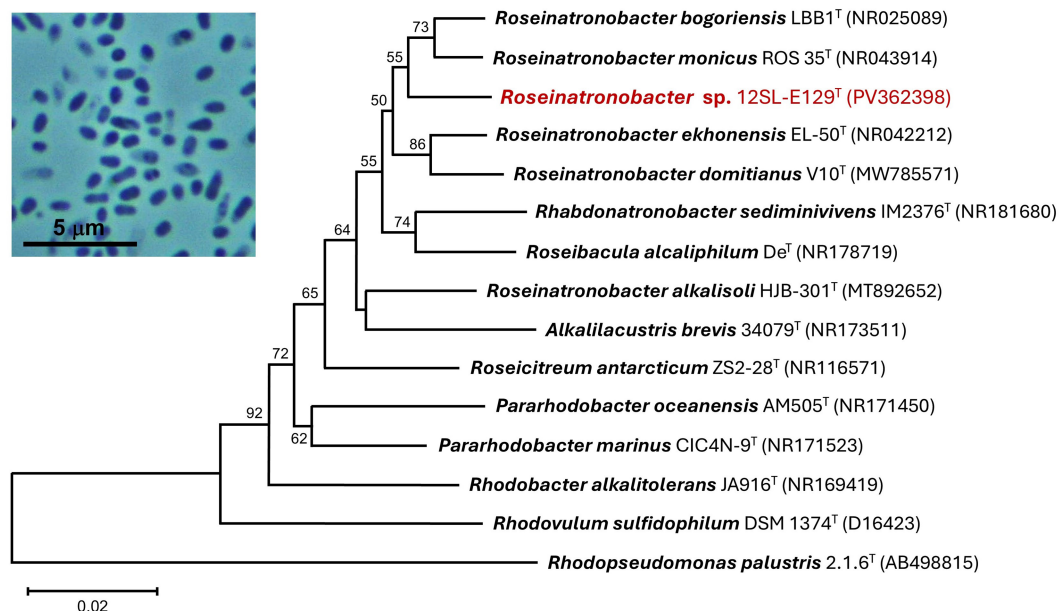 Roseinatronobacter bogoriensis LBB1ᵀ (NR025089)
73
55
Roseinatronobacter monicus ROS 35ᵀ (NR043914)
Roseinatronobacter sp. 12SL-E129ᵀ (PV362398)
50
Roseinatronobacter ekhonensis EL-50ᵀ (NR042212)
86
55
Roseinatronobacter domitianus V10ᵀ (MW785571)
Rhabdonatronobacter sediminivivens IM2376ᵀ (NR181680)
74
5 μm
64
Roseibacula alcaliphilum Deᵀ (NR178719)
65
Roseinatronobacter alkalisoli HJB-301ᵀ (MT892652)
Alkalilacustris brevis 34079ᵀ (NR173511)
72
Roseicitreum antarcticum ZS2-28ᵀ (NR116571)
92
Pararhodobacter oceanensis AM505ᵀ (NR171450)
62
Pararhodobacter marinus CIC4N-9ᵀ (NR171523)
Rhodobacter alkalitolerans JA916ᵀ (NR169419)
Rhodovulum sulfidophilum DSM 1374ᵀ (D16423)
Rhodopseudomonas palustris 2.1.6ᵀ (AB498815)
0.02